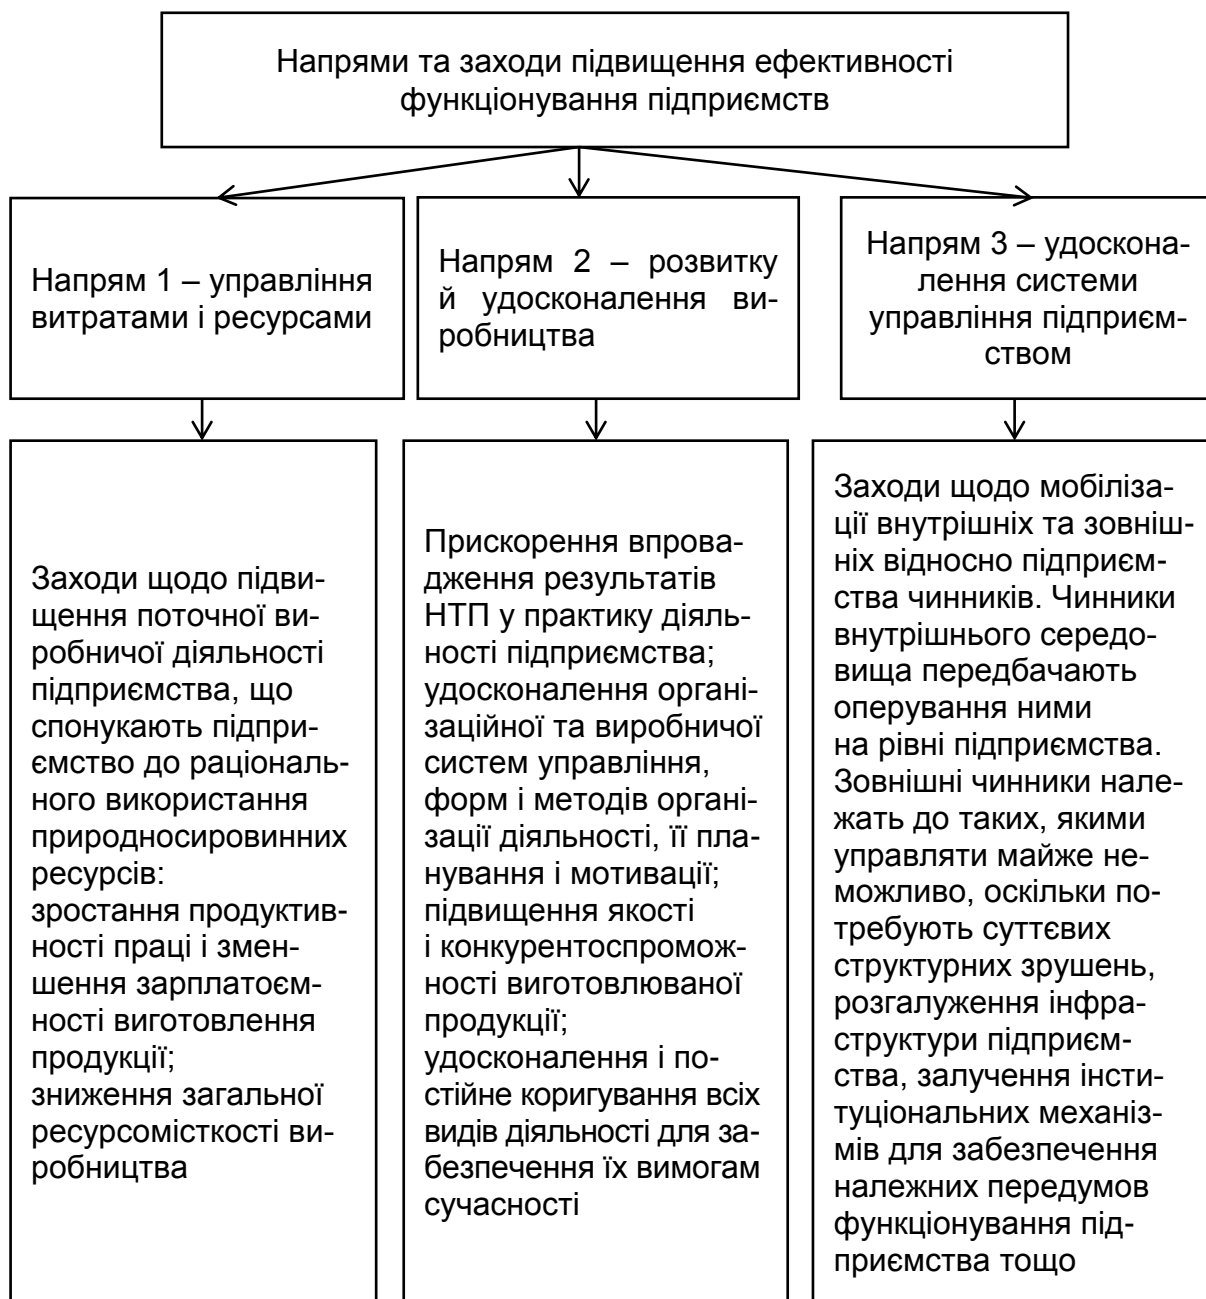 Напрями та заходи підвищення ефективності
функціонування підприємств
Напрям 1 – управління
витратами і ресурсами
Напрям 2 – розвитку
й удосконалення ви-
робництва
Напрям 3 – удоскона-
лення системи
управління підприєм-
ством
Заходи щодо підви-
щення поточної ви-
робничої діяльності
підприємства, що
спонукають підпри-
ємство до раціональ-
ного використання
природносировинних
ресурсів:
зростання продуктив-
ності праці і змен-
шення зарплатоєм-
ності виготовлення
продукції;
зниження загальної
ресурсомісткості ви-
робництва
Прискорення впрова-
дження результатів
НТП у практику діяль-
ності підприємства;
удосконалення органі-
заційної та виробничої
систем управління,
форм і методів органі-
зації діяльності, її пла-
нування і мотивації;
підвищення якості
і конкурентоспромож-
ності виготовлюваної
продукції;
удосконалення і по-
стійне коригування всіх
видів діяльності для за-
безпечення їх вимогам
сучасності
Заходи щодо мобіліза-
ції внутрішніх та зовніш-
ніх відносно підприєм-
ства чинників. Чинники
внутрішнього середо-
вища передбачають
оперування ними
на рівні підприємства.
Зовнішні чинники нале-
жать до таких, якими
управляти майже не-
можливо, оскільки по-
требують суттєвих
структурних зрушень,
розгалуження інфра-
структури підприєм-
ства, залучення інсти-
туціональних механіз-
мів для забезпечення
належних передумов
функціонування під-
приємства тощо